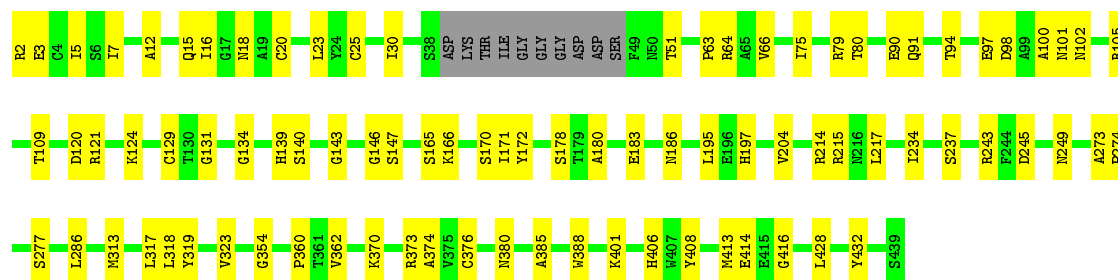 R2 E3 C4 I5 S6 I7 A12 Q15 I16 G17 N18 A19 C20 L23 Y24 C25 I30 S38 ASP LYS THR ILE GLY GLY GLY ASP ASP SER F49 N50 T51 P63 R64 A65 V66 I75 R79 T80 E90 Q91 T94 E97 D98 A99 A100 N101 N102
T109 D120 R121 K124 C129 T130 G131 G134 H139 S140 G143 G146 S147 S165 K166 S170 I171 Y172 S178 T179 A180 E183 N186 L195 E196 H197 V204 R214 R215 N216 L217 I234 S237 R243 F244 D245 N249 A273
S277 L286 M313 L317 L318 Y319 V323 G354 P360 T361 V362 K370 R373 A374 V375 C376 N380 A385 W388 K401 H406 W407 Y408 M413 E414 E415 G416 L428 Y432 S439